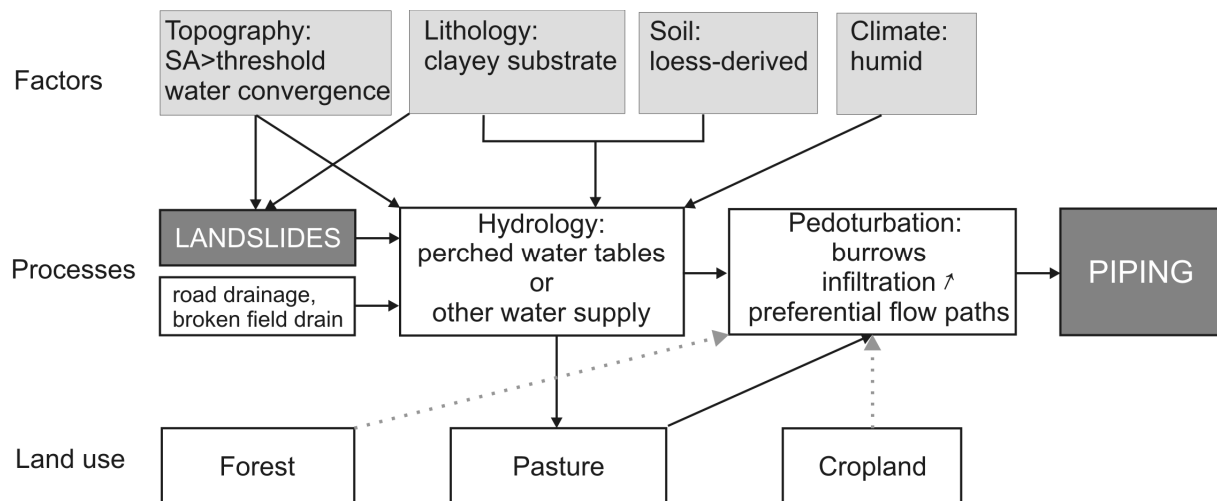 Factors
Topography:
SA>threshold
water convergence
Lithology:
clayey substrate
Soil:
loess-derived
Climate:
humid
Processes
LANDSLIDES
road drainage,
broken field drain
Hydrology:
perched water tables
or
other water supply
Pedoturbation:
burrows
infiltration ↗
preferential flow paths
PIPING
Land use
Forest
Pasture
Cropland